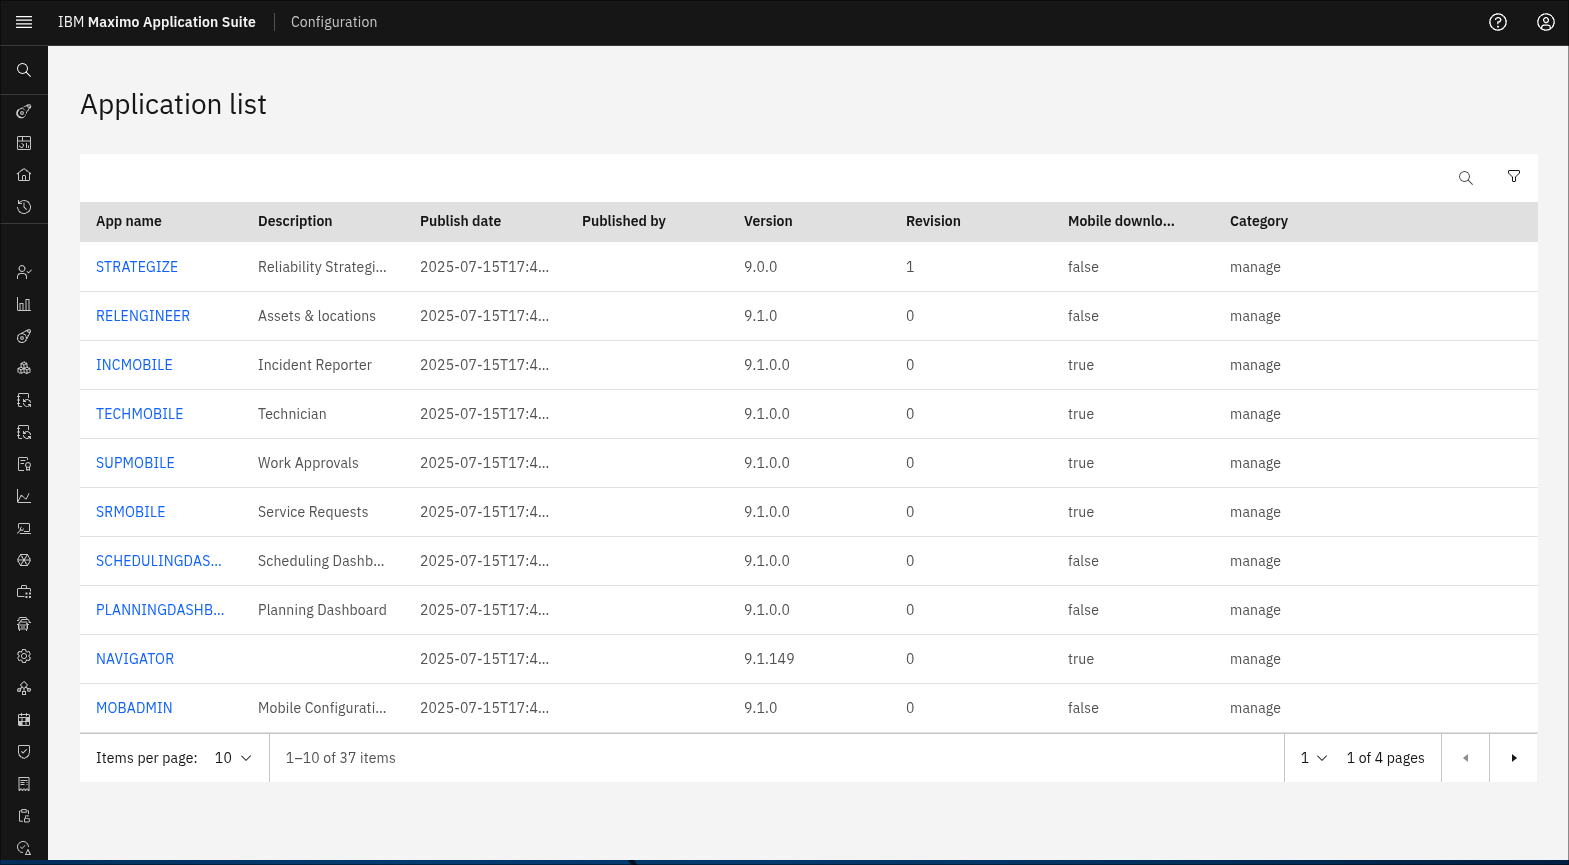 IBM Maximo Application Suite Configuration
Application list
App name Description Publish date Published by Version Revision Mobile downlo... Category
STRATEGIZE Reliability Strategi... 2025-07-15T17:4... 9.0.0 1 false manage
RELENGINEER Assets & locations 2025-07-15T17:4... 9.1.0 0 false manage
INCMOBILE Incident Reporter 2025-07-15T17:4... 9.1.0.0 0 true manage
TECHMOBILE Technician 2025-07-15T17:4... 9.1.0.0 0 true manage
SUPMOBILE Work Approvals 2025-07-15T17:4... 9.1.0.0 0 true manage
SRMOBILE Service Requests 2025-07-15T17:4... 9.1.0.0 0 true manage
SCHEDULINGDAS... Scheduling Dashb... 2025-07-15T17:4... 9.1.0.0 0 false manage
PLANNINGDASHB... Planning Dashboard 2025-07-15T17:4... 9.1.0.0 0 false manage
NAVIGATOR 2025-07-15T17:4... 9.1.149 0 true manage
MOBADMIN Mobile Configurati... 2025-07-15T17:4... 9.1.0 0 false manage
Items per page: 10 1–10 of 37 items 1 1 of 4 pages